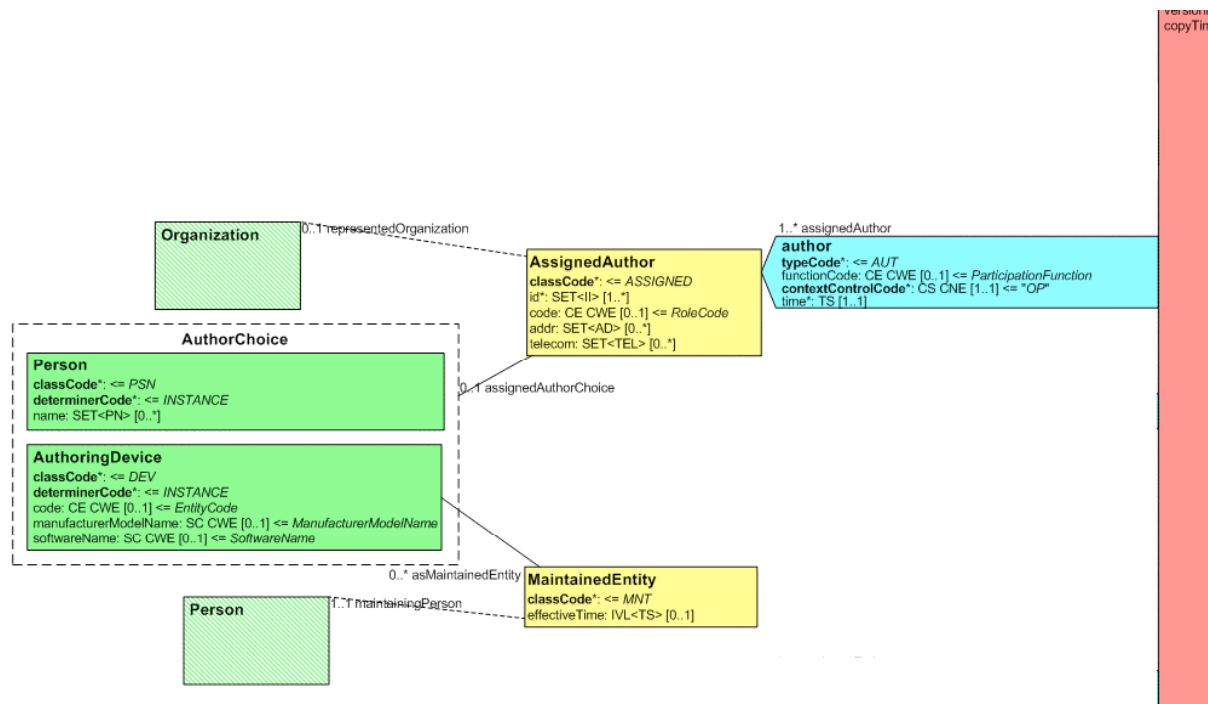 copyTim
Organization
0..1 representedOrganization
1..* assignedAuthor
author
typeCode*: <= AUT
functionCode: CE CWE [0..1] <= ParticipationFunction
contextControlCode*: CS CNE [1..1] <= "OP"
time*: TS [1..1]
AssignedAuthor
classCode*: <= ASSIGNED
id*: SET<II> [1..*]
code: CE CWE [0..1] <= RoleCode
addr: SET<AD> [0..*]
telecom: SET<TEL> [0..*]
AuthorChoice
Person
classCode*: <= PSN
determinerCode*: <= INSTANCE
name: SET<PN> [0..*]
0..1 assignedAuthorChoice
AuthoringDevice
classCode*: <= DEV
determinerCode*: <= INSTANCE
code: CE CWE [0..1] <= EntityCode
manufacturerModelName: SC CWE [0..1] <= ManufacturerModelName
softwareName: SC CWE [0..1] <= SoftwareName
0..* asMaintainedEntity
MaintainedEntity
classCode*: <= MNT
effectiveTime: IVL<TS> [0..1]
Person
1..1 maintainingPerson